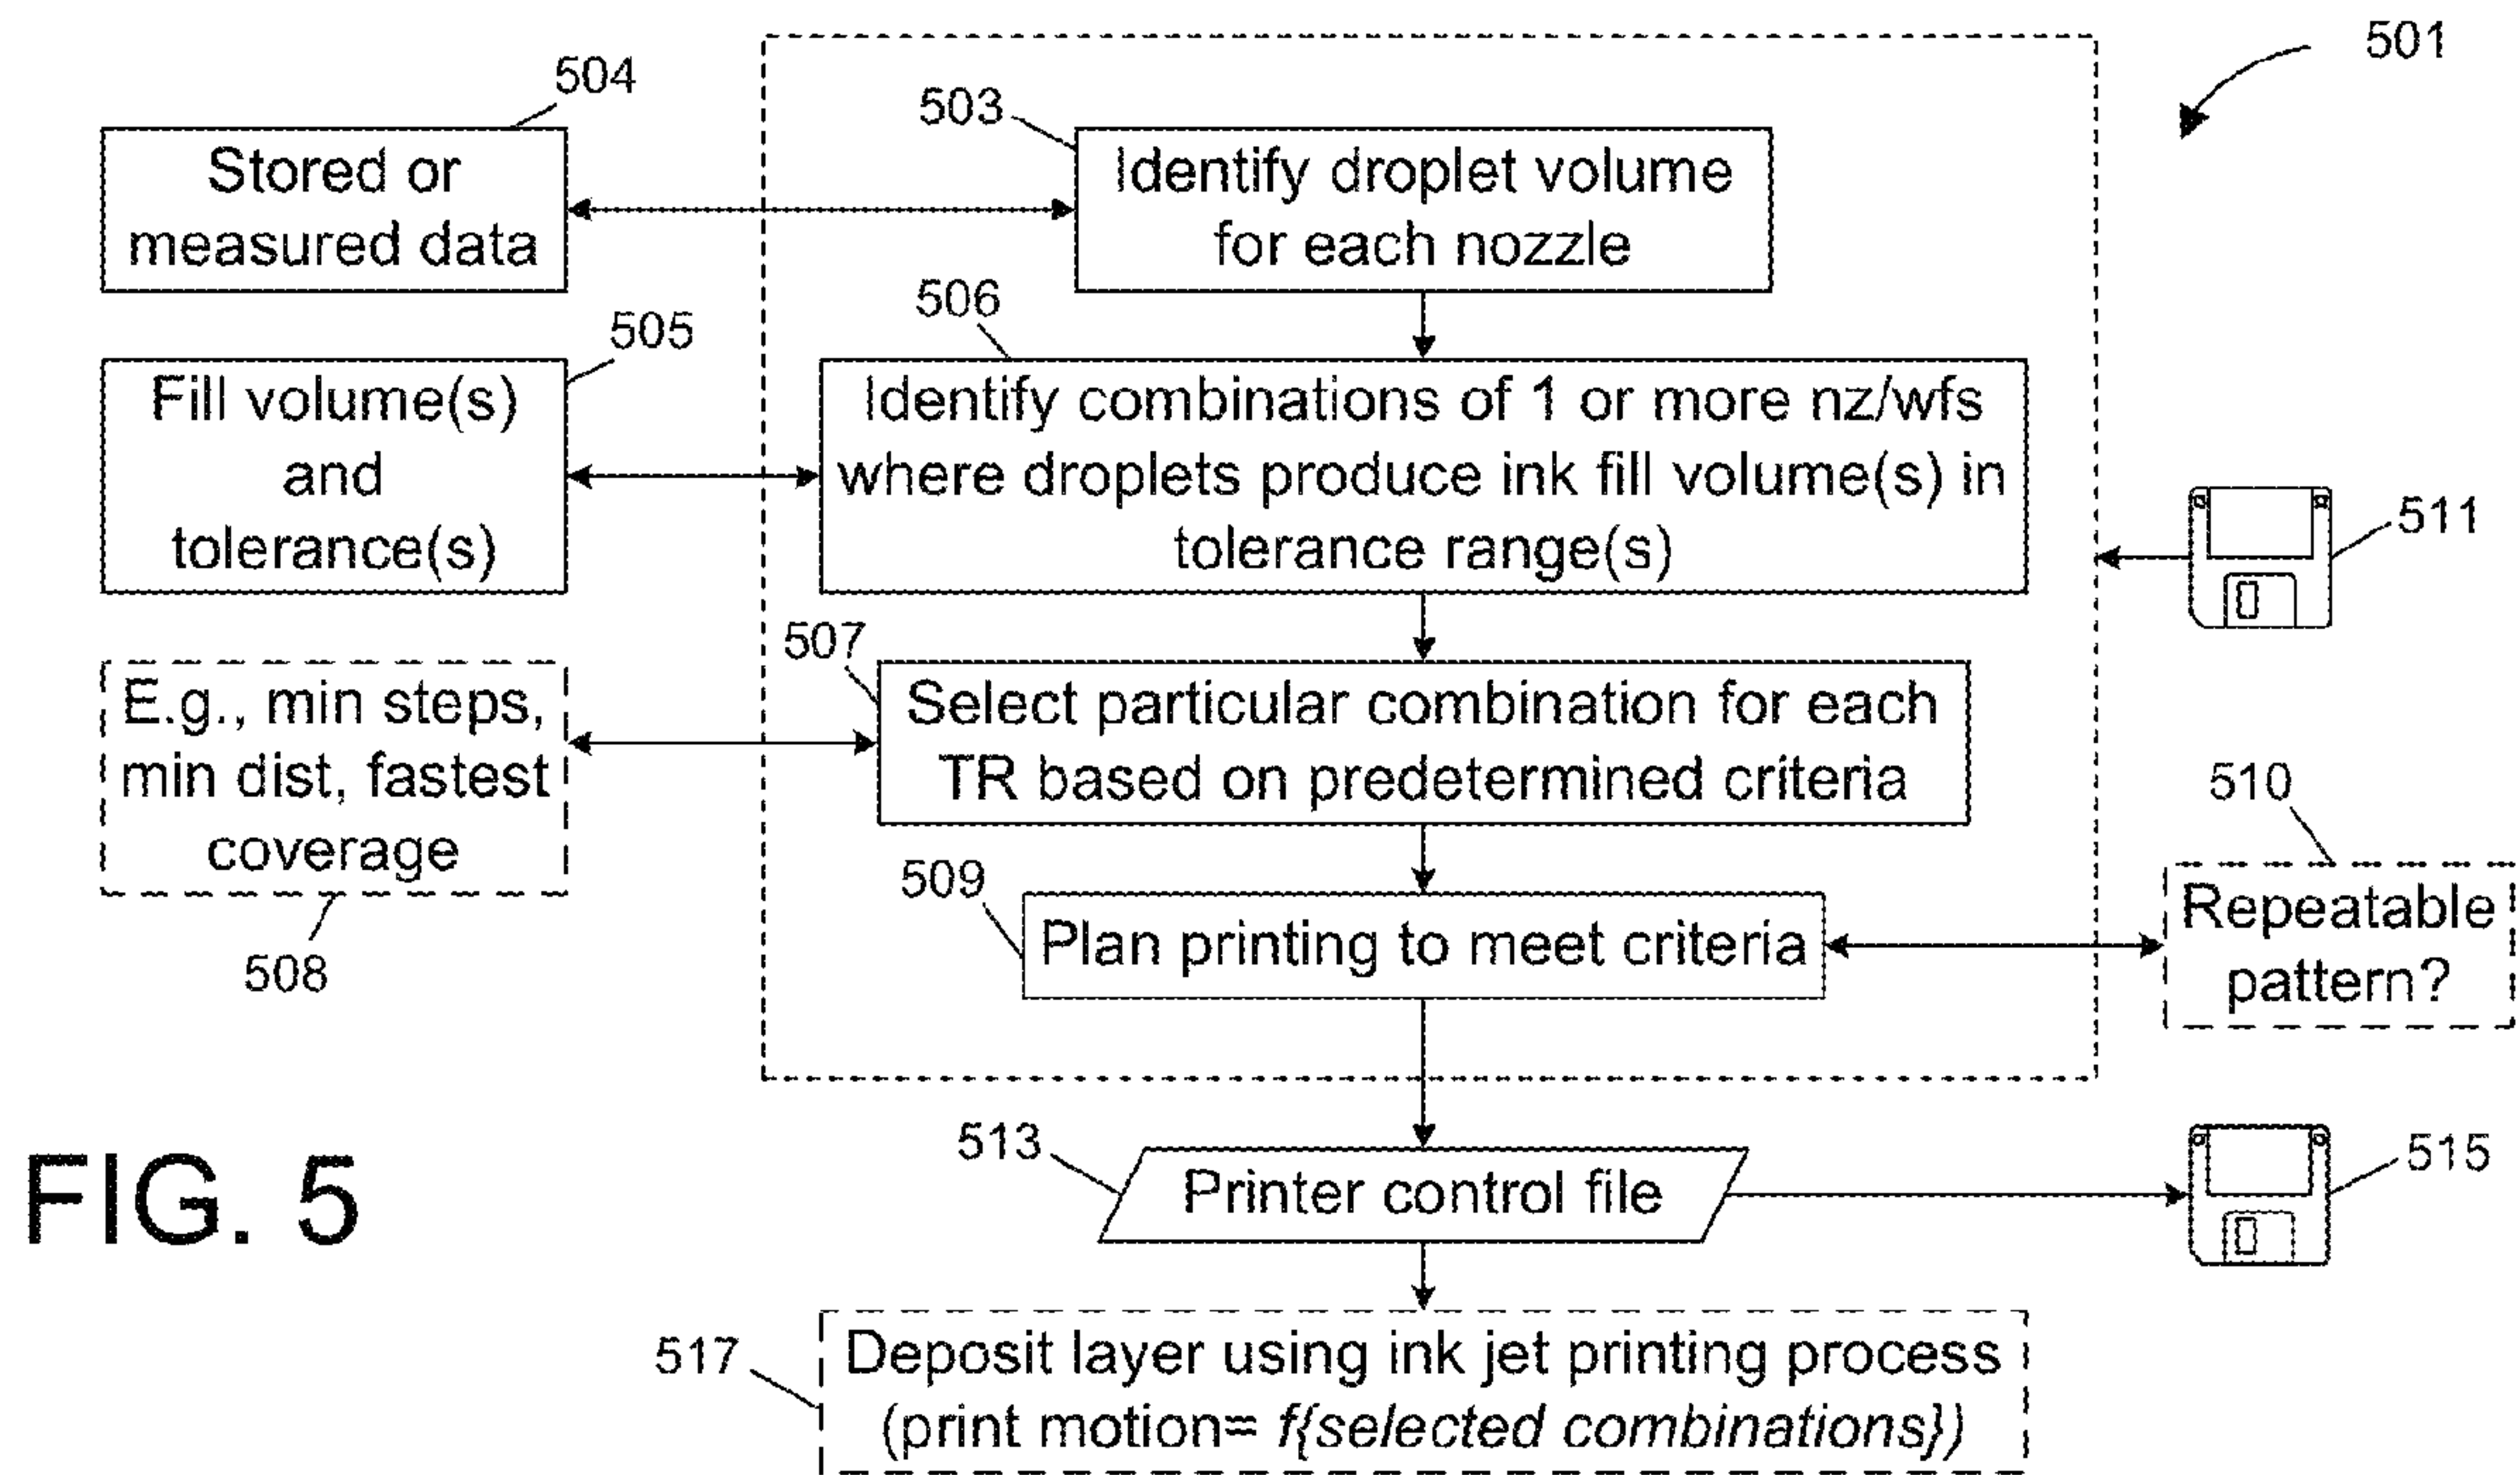 501
504
503
Stored or
measured data
Identify droplet volume
for each nozzle
505
506
Fill volume(s)
and
tolerance(s)
Identify combinations of 1 or more nz/wfs
where droplets produce ink fill volume(s) in
tolerance range(s)
511
507
E.g., min steps,
min dist, fastest
coverage
508
Select particular combination for each
TR based on predetermined criteria
510
509
Plan printing to meet criteria
Repeatable
pattern?
513
Printer control file
515
FIG. 5
517
Deposit layer using ink jet printing process
(print motion= f{selected combinations})